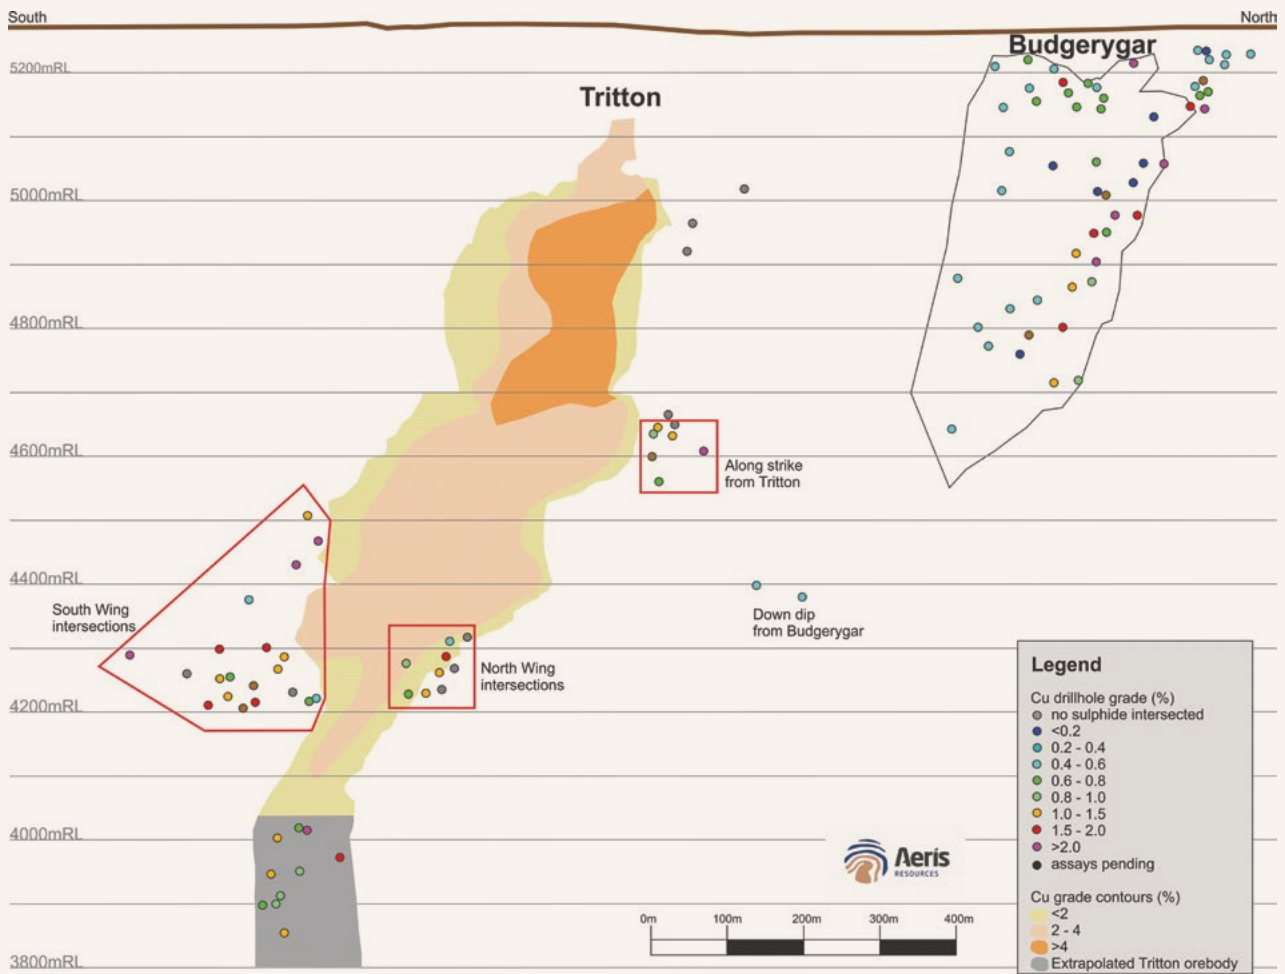 South
North
Budgerygar
5200mRL
Tritton
5000mRL
4800mRL
4600mRL
Along strike
from Tritton
4400mRL
South Wing
intersections
Down dip
from Budgerygar
North Wing
intersections
4200mRL
4000mRL
3800mRL
Aeris
RESOURCES
0m 100m 200m 300m 400m
Legend
Cu drillhole grade (%)
no sulphide intersected
<0.2
0.2 - 0.4
0.4 - 0.6
0.6 - 0.8
0.8 - 1.0
1.0 - 1.5
1.5 - 2.0
>2.0
assays pending
Cu grade contours (%)
<2
2 - 4
>4
Extrapolated Tritton orebody